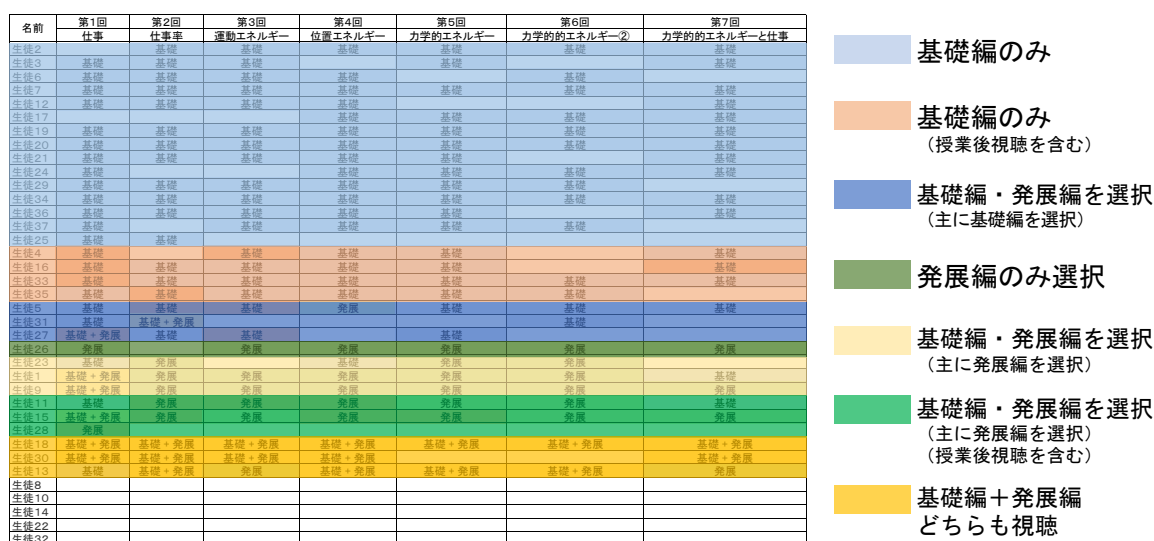 名前 第1回 第2回 第3回 第4回 第5回 第6回 第7回
仕事 仕事率 運動エネルギー 位置エネルギー 力学的エネルギー 力学的的エネルギー② 力学的的エネルギーと仕事
生徒2 基礎 基礎 基礎 基礎 基礎 基礎
生徒3 基礎 基礎 基礎 基礎 基礎
生徒6 基礎 基礎 基礎 基礎 基礎
生徒7 基礎 基礎 基礎 基礎 基礎 基礎 基礎
生徒12 基礎 基礎 基礎 基礎 基礎
生徒17 基礎 基礎 基礎 基礎
生徒19 基礎 基礎 基礎 基礎 基礎 基礎 基礎
生徒20 基礎 基礎 基礎 基礎 基礎 基礎 基礎
生徒21 基礎 基礎 基礎 基礎 基礎 基礎
生徒24 基礎 基礎 基礎 基礎 基礎
生徒29 基礎 基礎 基礎 基礎 基礎 基礎
生徒34 基礎 基礎 基礎 基礎 基礎 基礎 基礎
生徒36 基礎 基礎 基礎 基礎 基礎 基礎
生徒37 基礎 基礎 基礎 基礎 基礎
生徒25 基礎 基礎
生徒4 基礎 基礎 基礎 基礎 基礎
生徒16 基礎 基礎 基礎 基礎 基礎 基礎
生徒33 基礎 基礎 基礎 基礎 基礎 基礎 基礎
生徒35 基礎 基礎 基礎 基礎 基礎 基礎
生徒5 基礎 基礎 基礎 発展 基礎 基礎 基礎
生徒31 基礎 基礎+発展 基礎
生徒27 基礎+発展 基礎 基礎 基礎
生徒26 発展 発展 発展 発展 発展 発展
生徒23 基礎 発展 基礎 発展 発展
生徒1 基礎+発展 発展 発展 発展 発展 発展 基礎
生徒9 基礎+発展 発展 発展 発展 発展 発展 発展
生徒11 基礎 発展 発展 発展 発展 発展 基礎
生徒15 基礎+発展 発展 発展 発展 発展 発展 発展
生徒28 発展
生徒18 基礎+発展 基礎+発展 基礎+発展 基礎+発展 基礎+発展 基礎+発展 基礎+発展
生徒30 基礎+発展 基礎+発展 基礎+発展 基礎+発展 基礎+発展
生徒13 基礎 基礎+発展 発展 基礎+発展 基礎+発展 基礎+発展 発展
生徒8
生徒10
生徒14
生徒22
生徒32
基礎編のみ
基礎編のみ
(授業後視聴を含む)
基礎編・発展編を選択
(主に基礎編を選択)
発展編のみ選択
基礎編・発展編を選択
(主に発展編を選択)
基礎編・発展編を選択
(主に発展編を選択)
(授業後視聴を含む)
基礎編+発展編
どちらも視聴